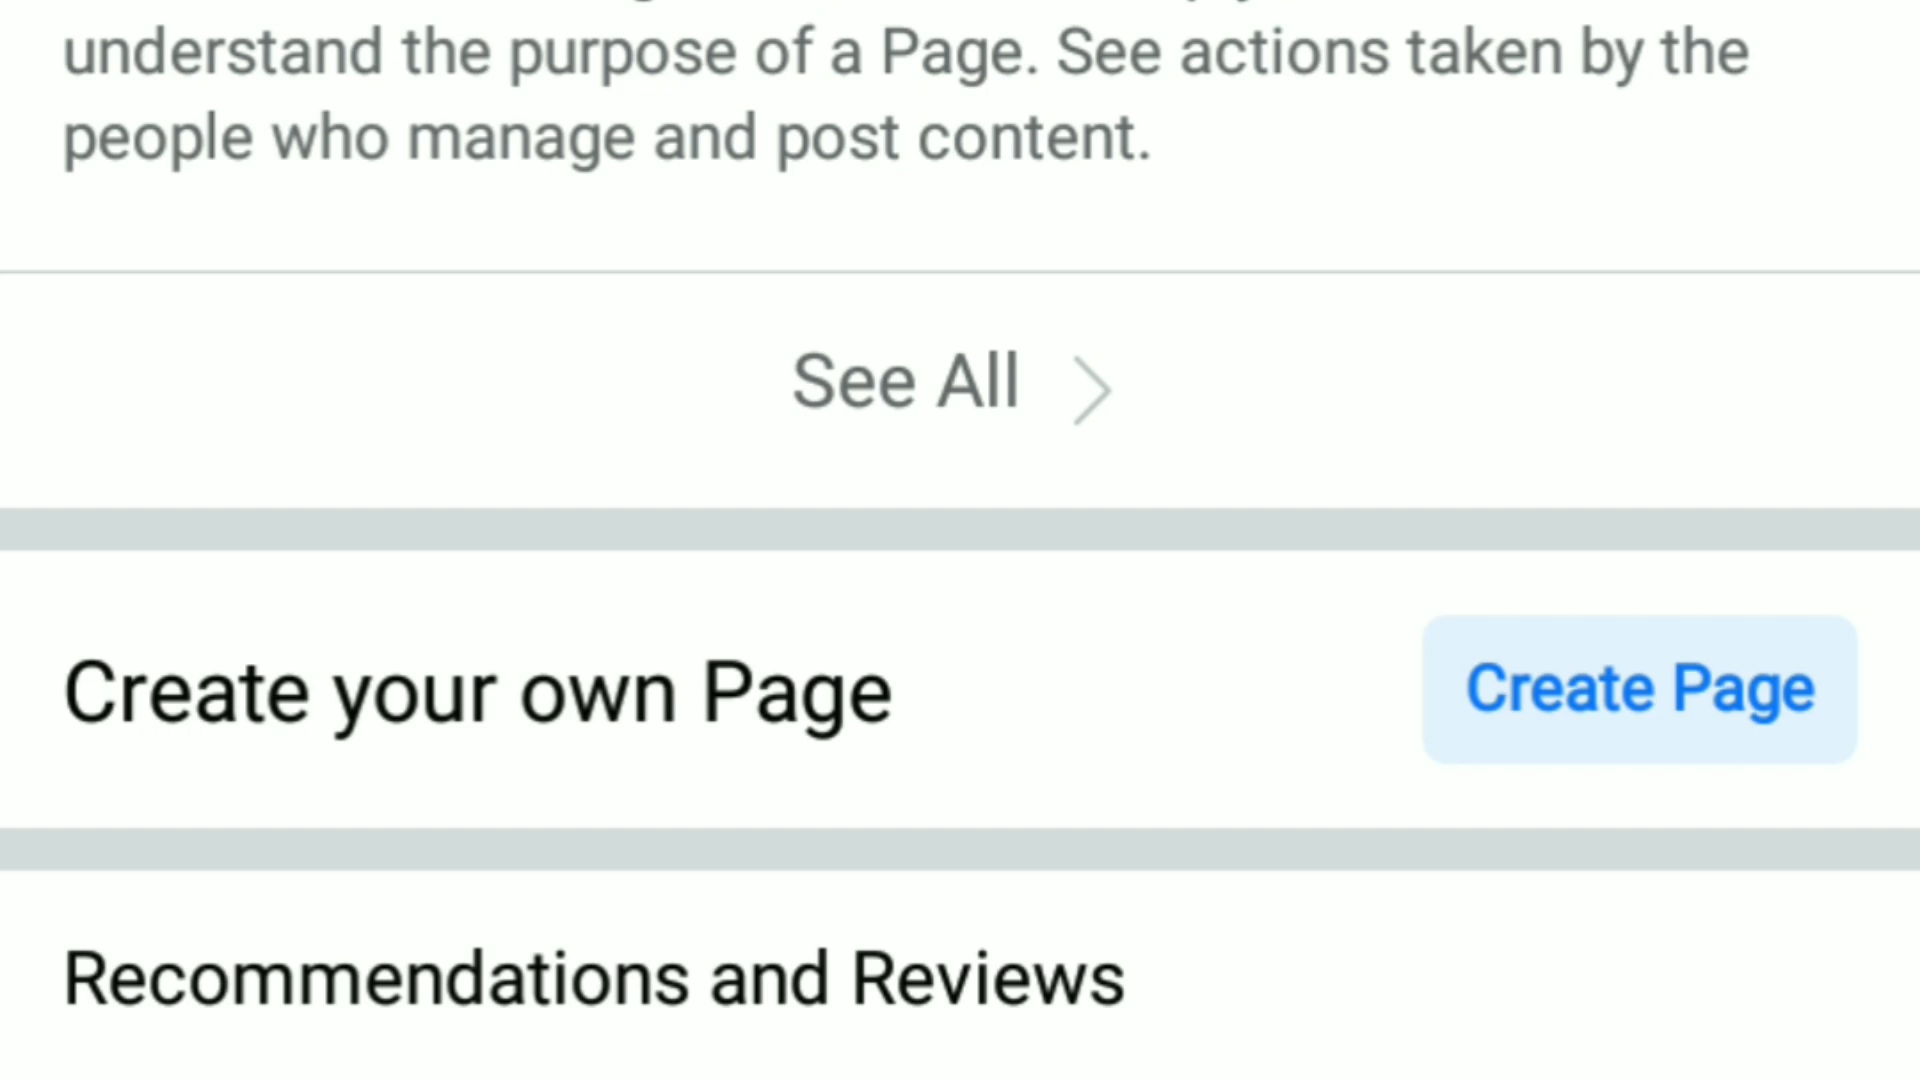 understand the purpose of a Page. See actions taken by the
people who manage and post content.
See All
Create your own Page
Create Page
Recommendations and Reviews